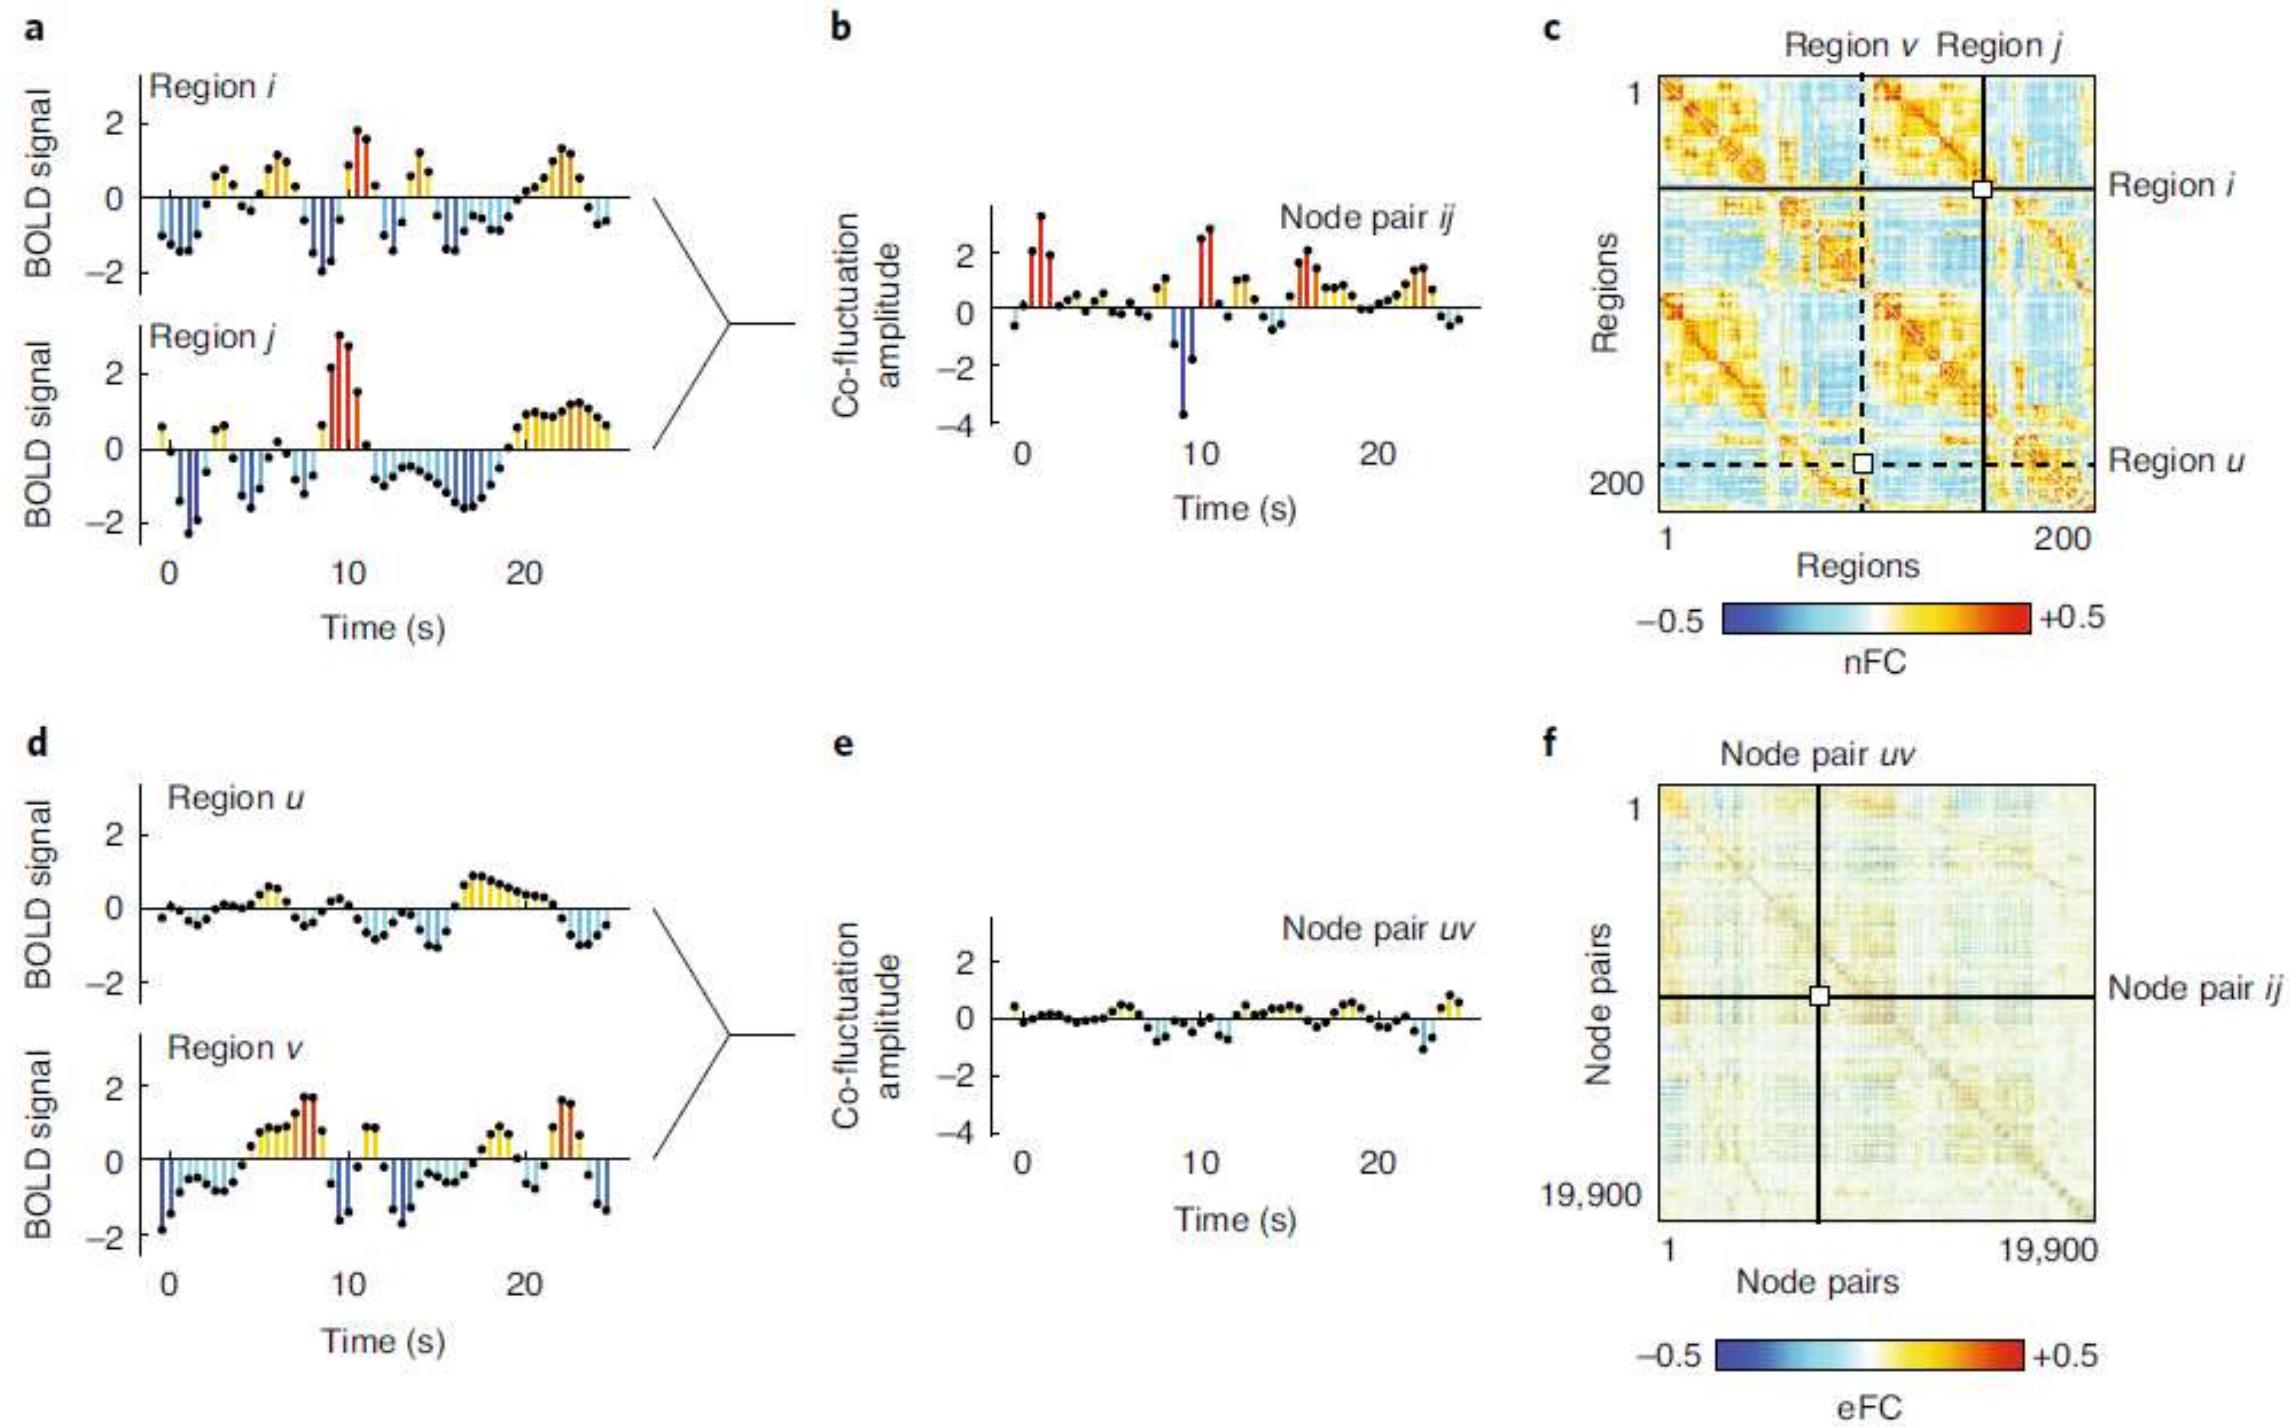 a
Region i
BOLD signal
2
0
−2
Region j
BOLD signal
2
0
−2
0 10 20
Time (s)
b
Node pair ij
Co-fluctuation
amplitude
2
0
−2
−4
0 10 20
Time (s)
c
Region v Region j
1
Region i
Regions
Region u
200
1 200
Regions
−0.5 +0.5
nFC
d
Region u
BOLD signal
2
0
−2
Region v
BOLD signal
2
0
−2
0 10 20
Time (s)
e
Node pair uv
Co-fluctuation
amplitude
2
0
−2
−4
0 10 20
Time (s)
f
Node pair uv
1
Node pairs
Node pair ij
19,900
1 19,900
Node pairs
−0.5 +0.5
eFC